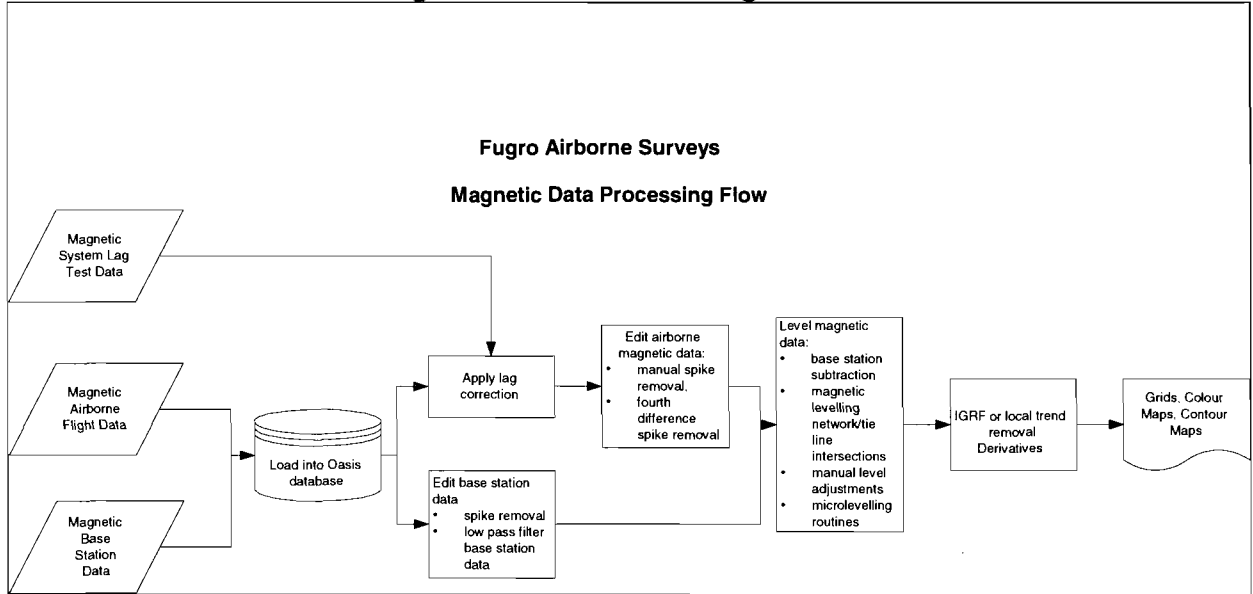 Fugro Airborne Surveys
Magnetic Data Processing Flow
Magnetic
System Lag
Test Data
Magnetic
Airborne
Flight Data
Magnetic
Base
Station
Data
Load into Oasis
database
Apply lag
correction
Edit base station
data
• spike removal
• low pass filter
base station
data
Edit airborne
magnetic data:
• manual spike
removal,
• fourth
difference
spike removal
Level magnetic
data:
• base station
subtraction
• magnetic
levelling
network/tie
line
intersections
• manual level
adjustments
• microlevelling
routines
IGRF or local trend
removal
Derivatives
Grids, Colour
Maps, Contour
Maps